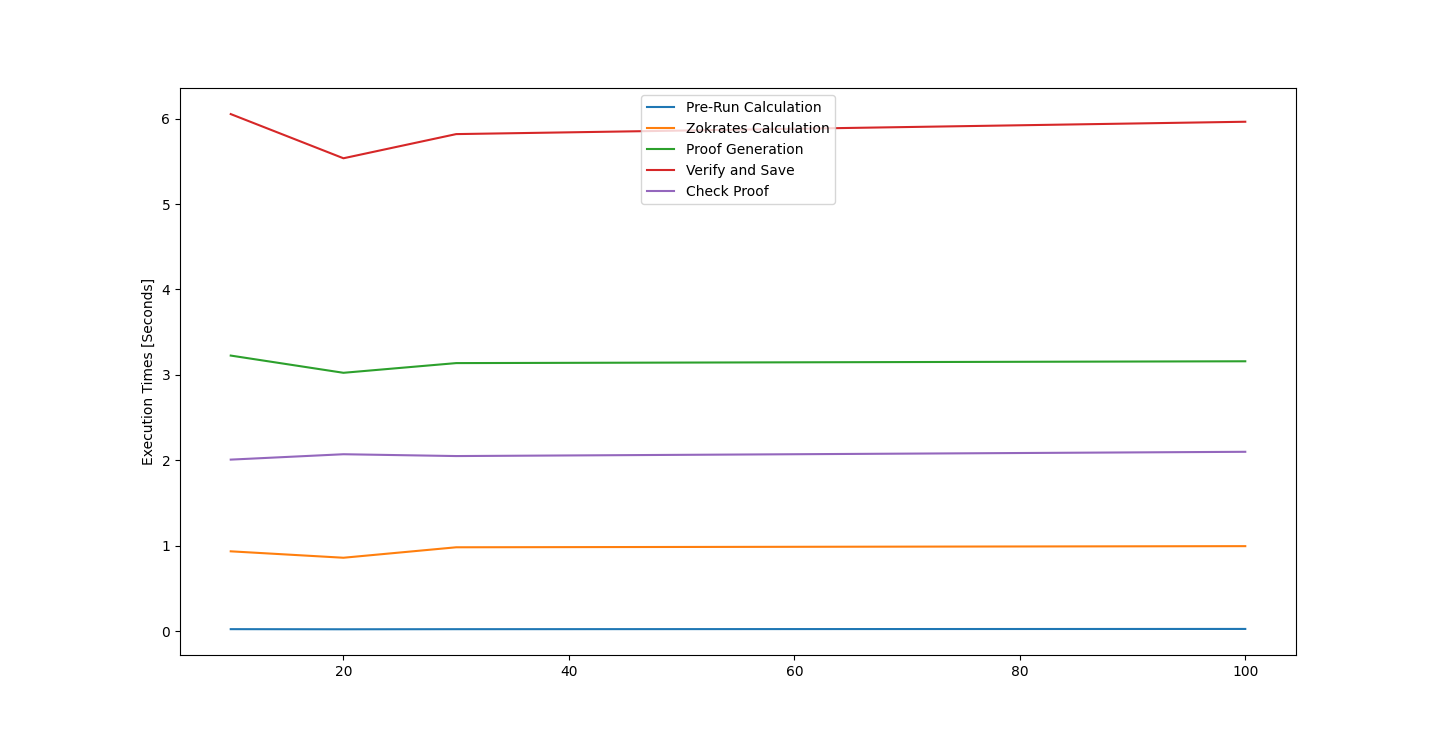 Pre-Run Calculation
Zokrates Calculation
Proof Generation
Verify and Save
Check Proof
Execution Times [Seconds]
6
5
4
3
2
1
0
20
40
60
80
100